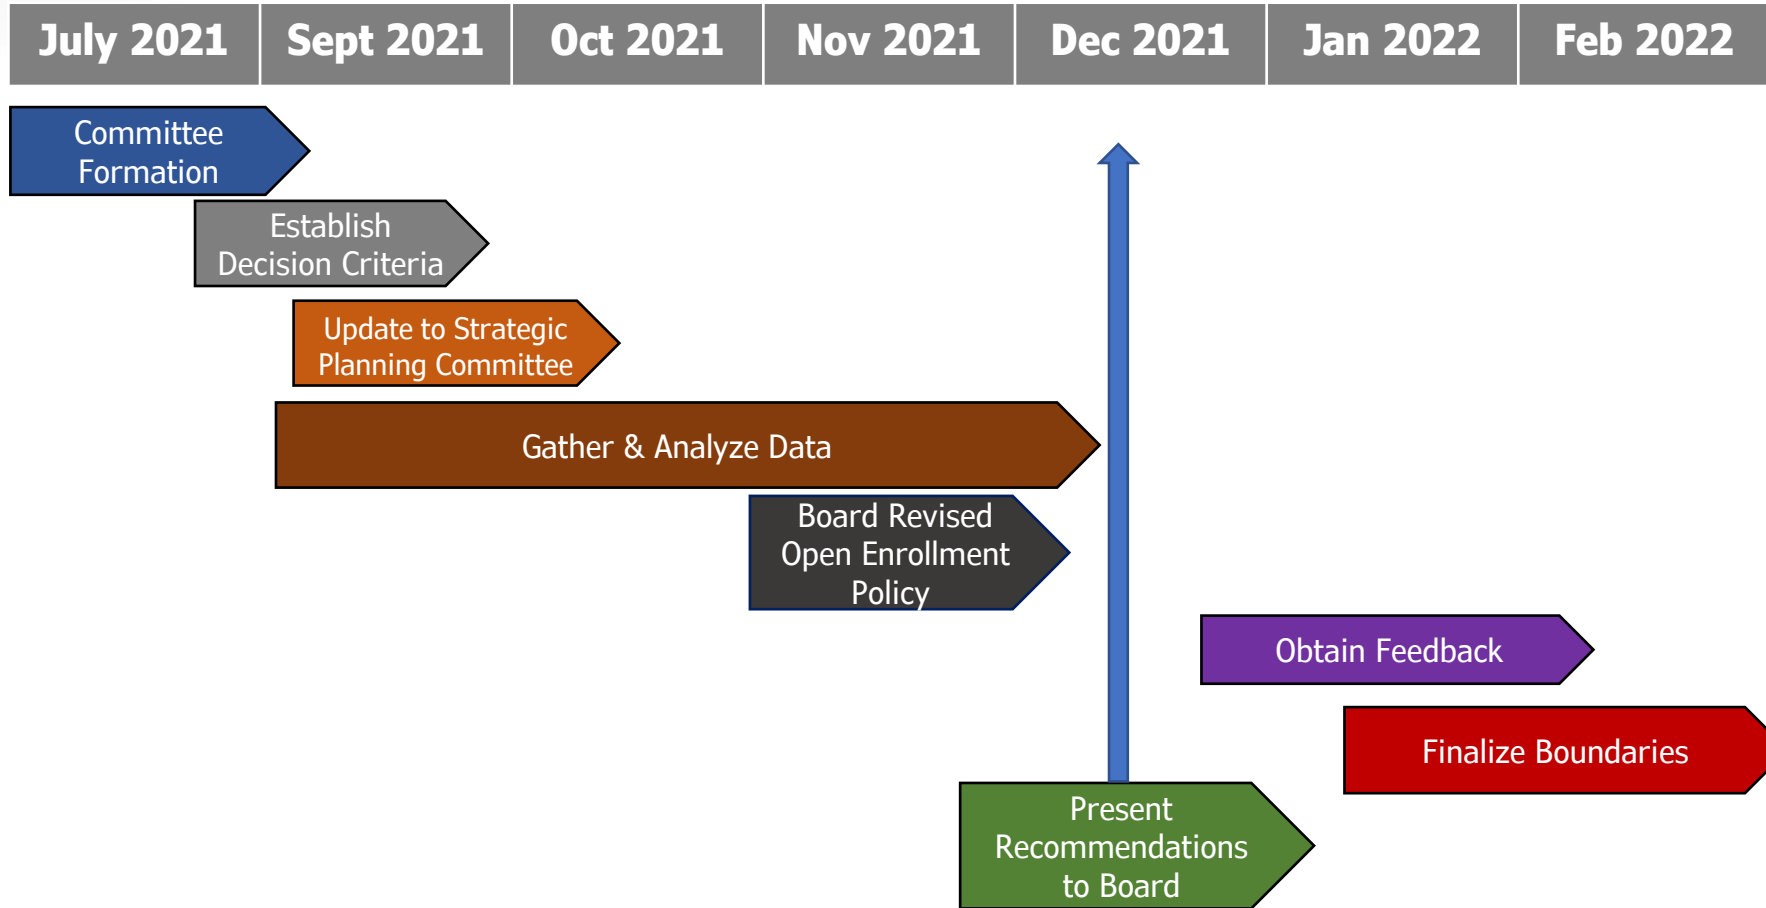 July 2021 Sept 2021 Oct 2021 Nov 2021 Dec 2021 Jan 2022 Feb 2022
Committee
Formation
Establish
Decision Criteria
Update to Strategic
Planning Committee
Gather & Analyze Data
Board Revised
Open Enrollment
Policy
Obtain Feedback
Finalize Boundaries
Present
Recommendations
to Board